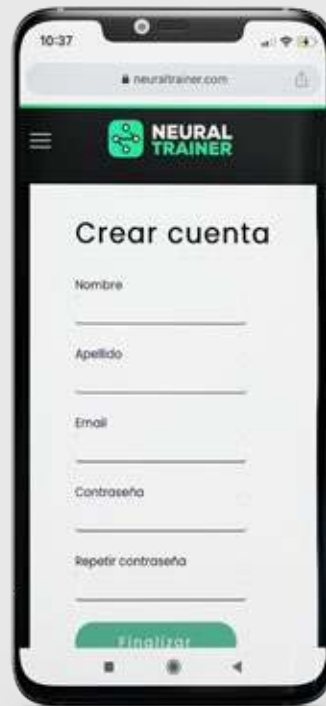 10:37
neuraltrainer.com
NEURAL
TRAINER
Crear cuenta
Nombre
Apellido
Email
Contraseña
Repetir contraseña
Finalizar